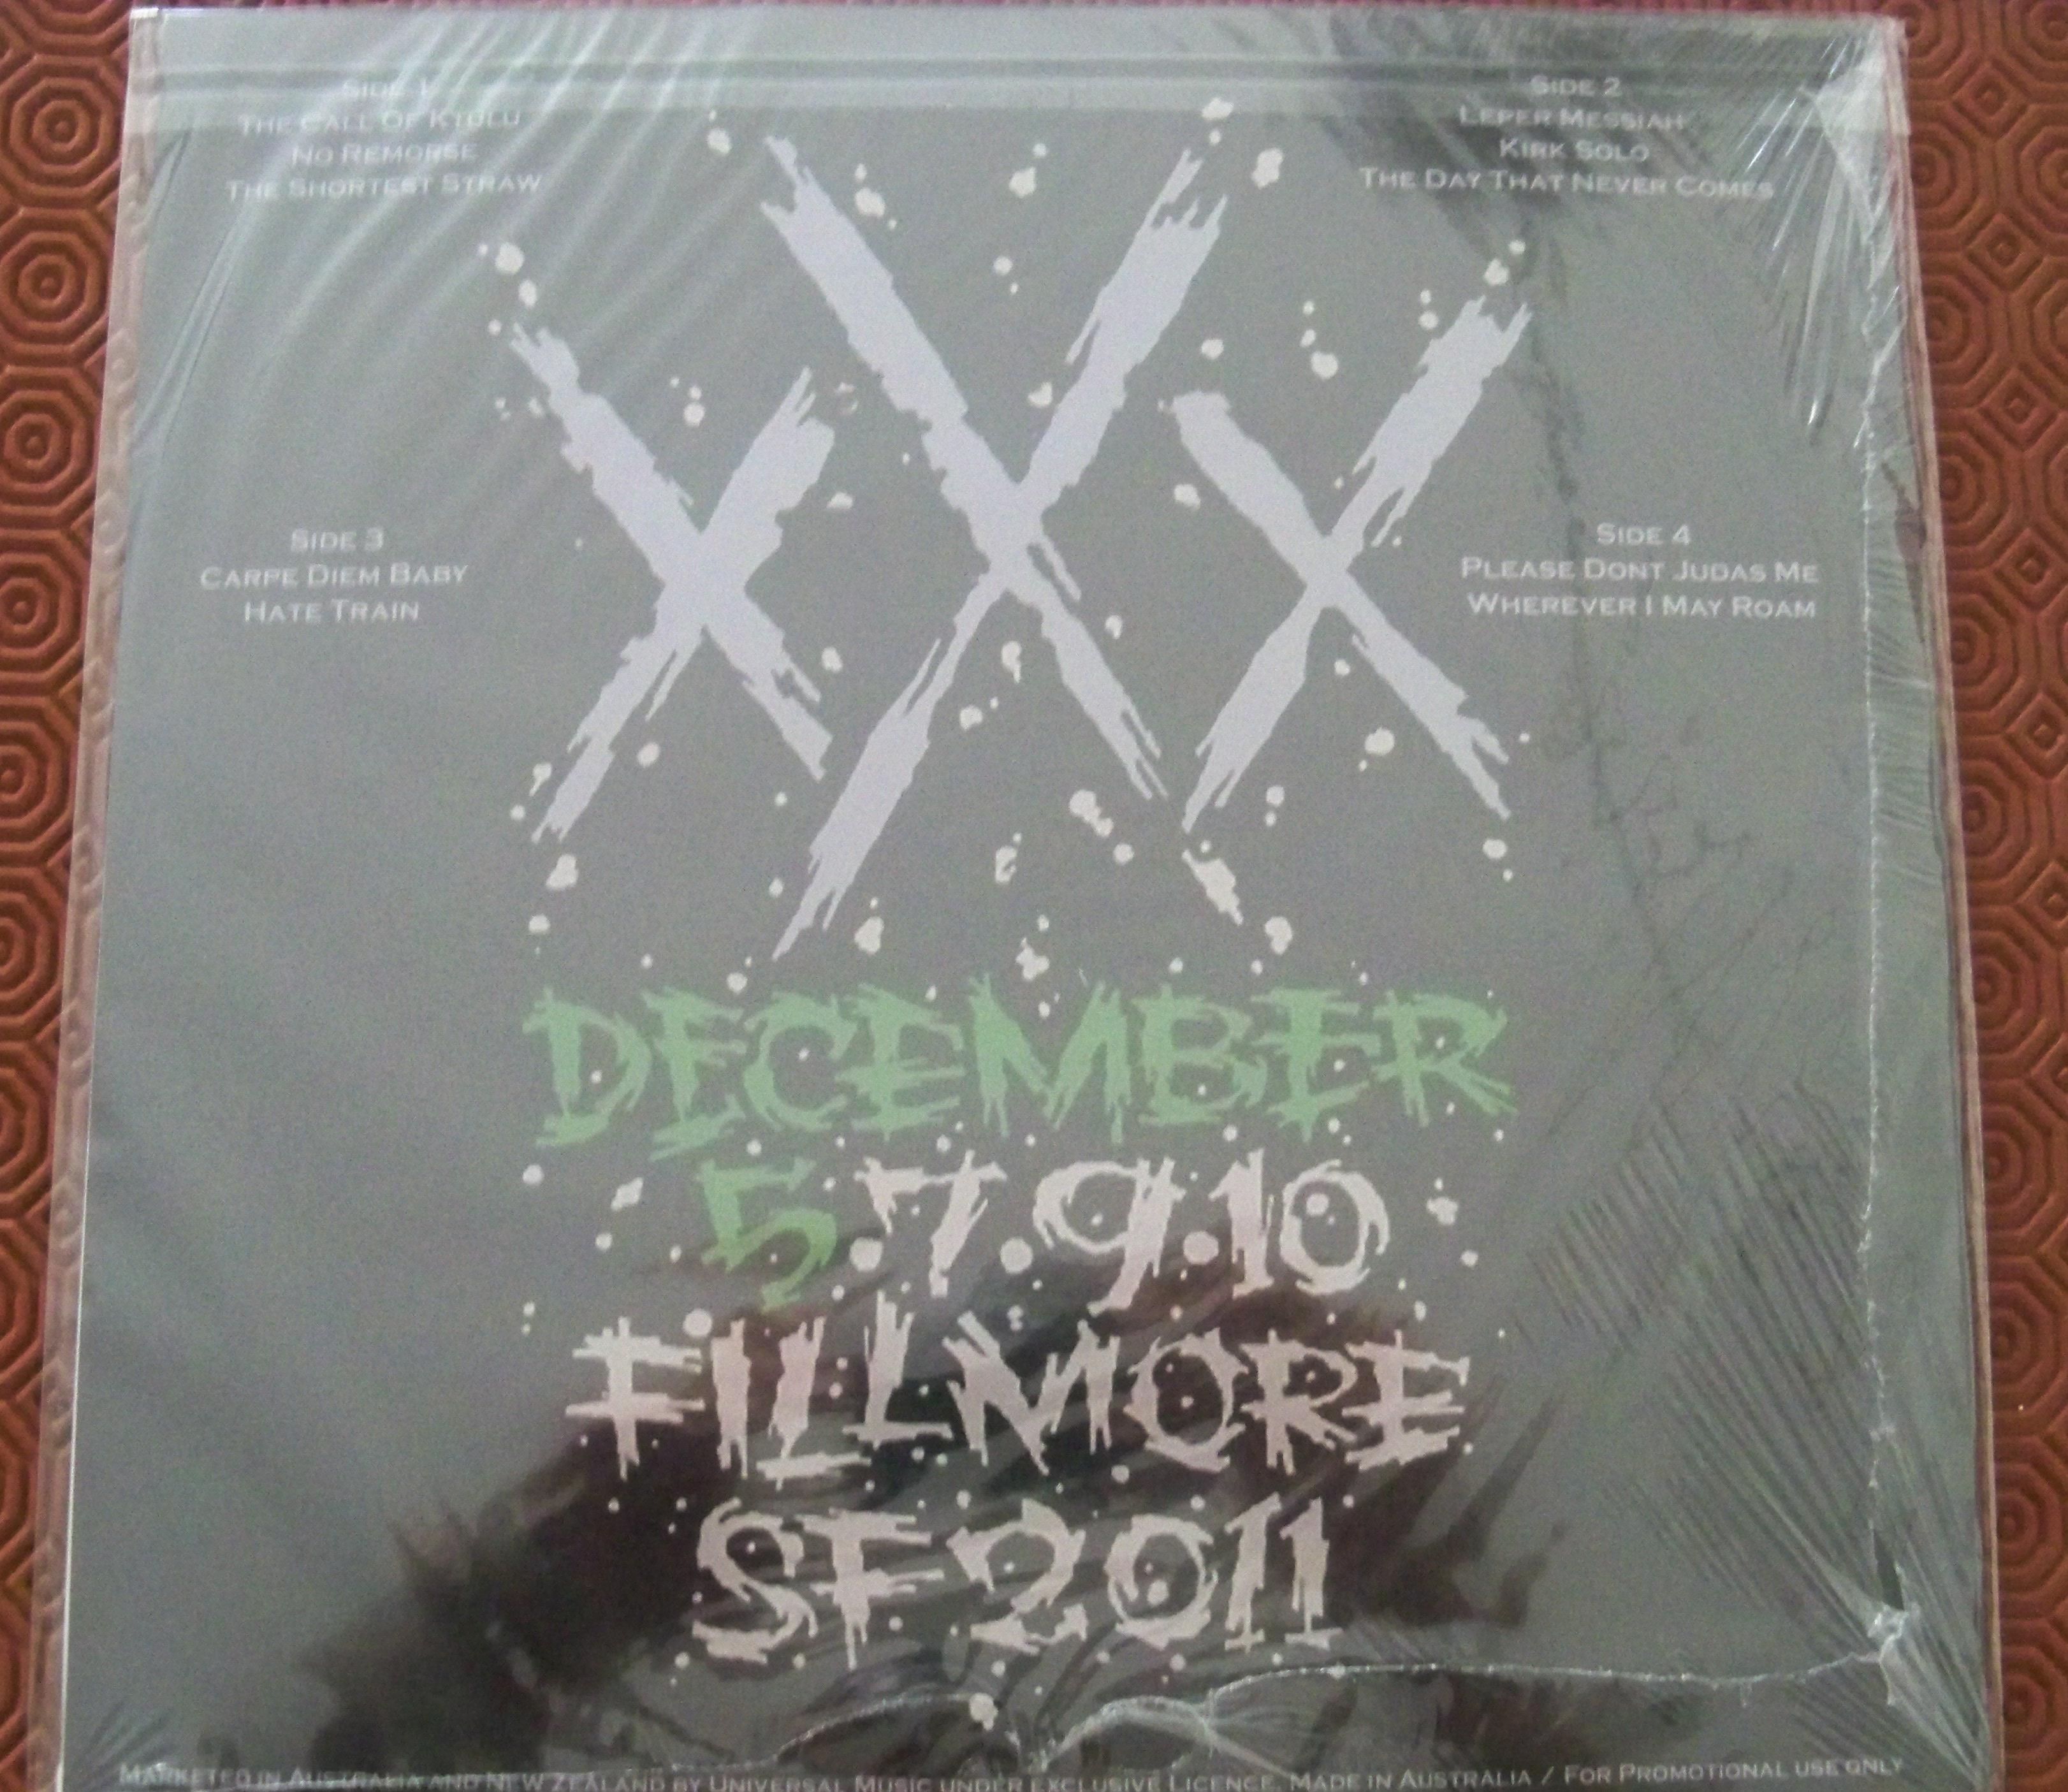 SIDE 1
THE CALL OF KTULU
NO REMORSE
THE SHORTEST STRAW
SIDE 2
LEPER MESSIAH
KIRK SOLO
THE DAY THAT NEVER COMES
XXX
SIDE 3
CARPE DIEM BABY
HATE TRAIN
SIDE 4
PLEASE DONT JUDAS ME
WHEREVER I MAY ROAM
DECEMBER
5.7.9.10
FILLMORE
SF 2011
MARKETED IN AUSTRALIA AND NEW ZEALAND BY UNIVERSAL MUSIC UNDER EXCLUSIVE LICENCE. MADE IN AUSTRALIA / FOR PROMOTIONAL USE ONLY